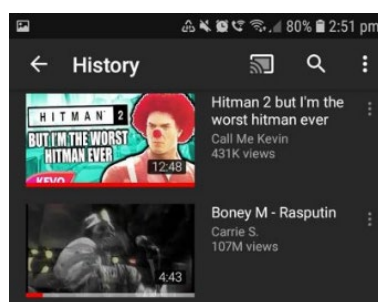 80% 2:51 pm
History
HITMAN 2
BUT I'M THE WORST
HITMAN EVER
KEVO
12:48
Hitman 2 but I'm the
worst hitman ever
Call Me Kevin
431K views
4:43
Boney M - Rasputin
Carrie S.
107M views